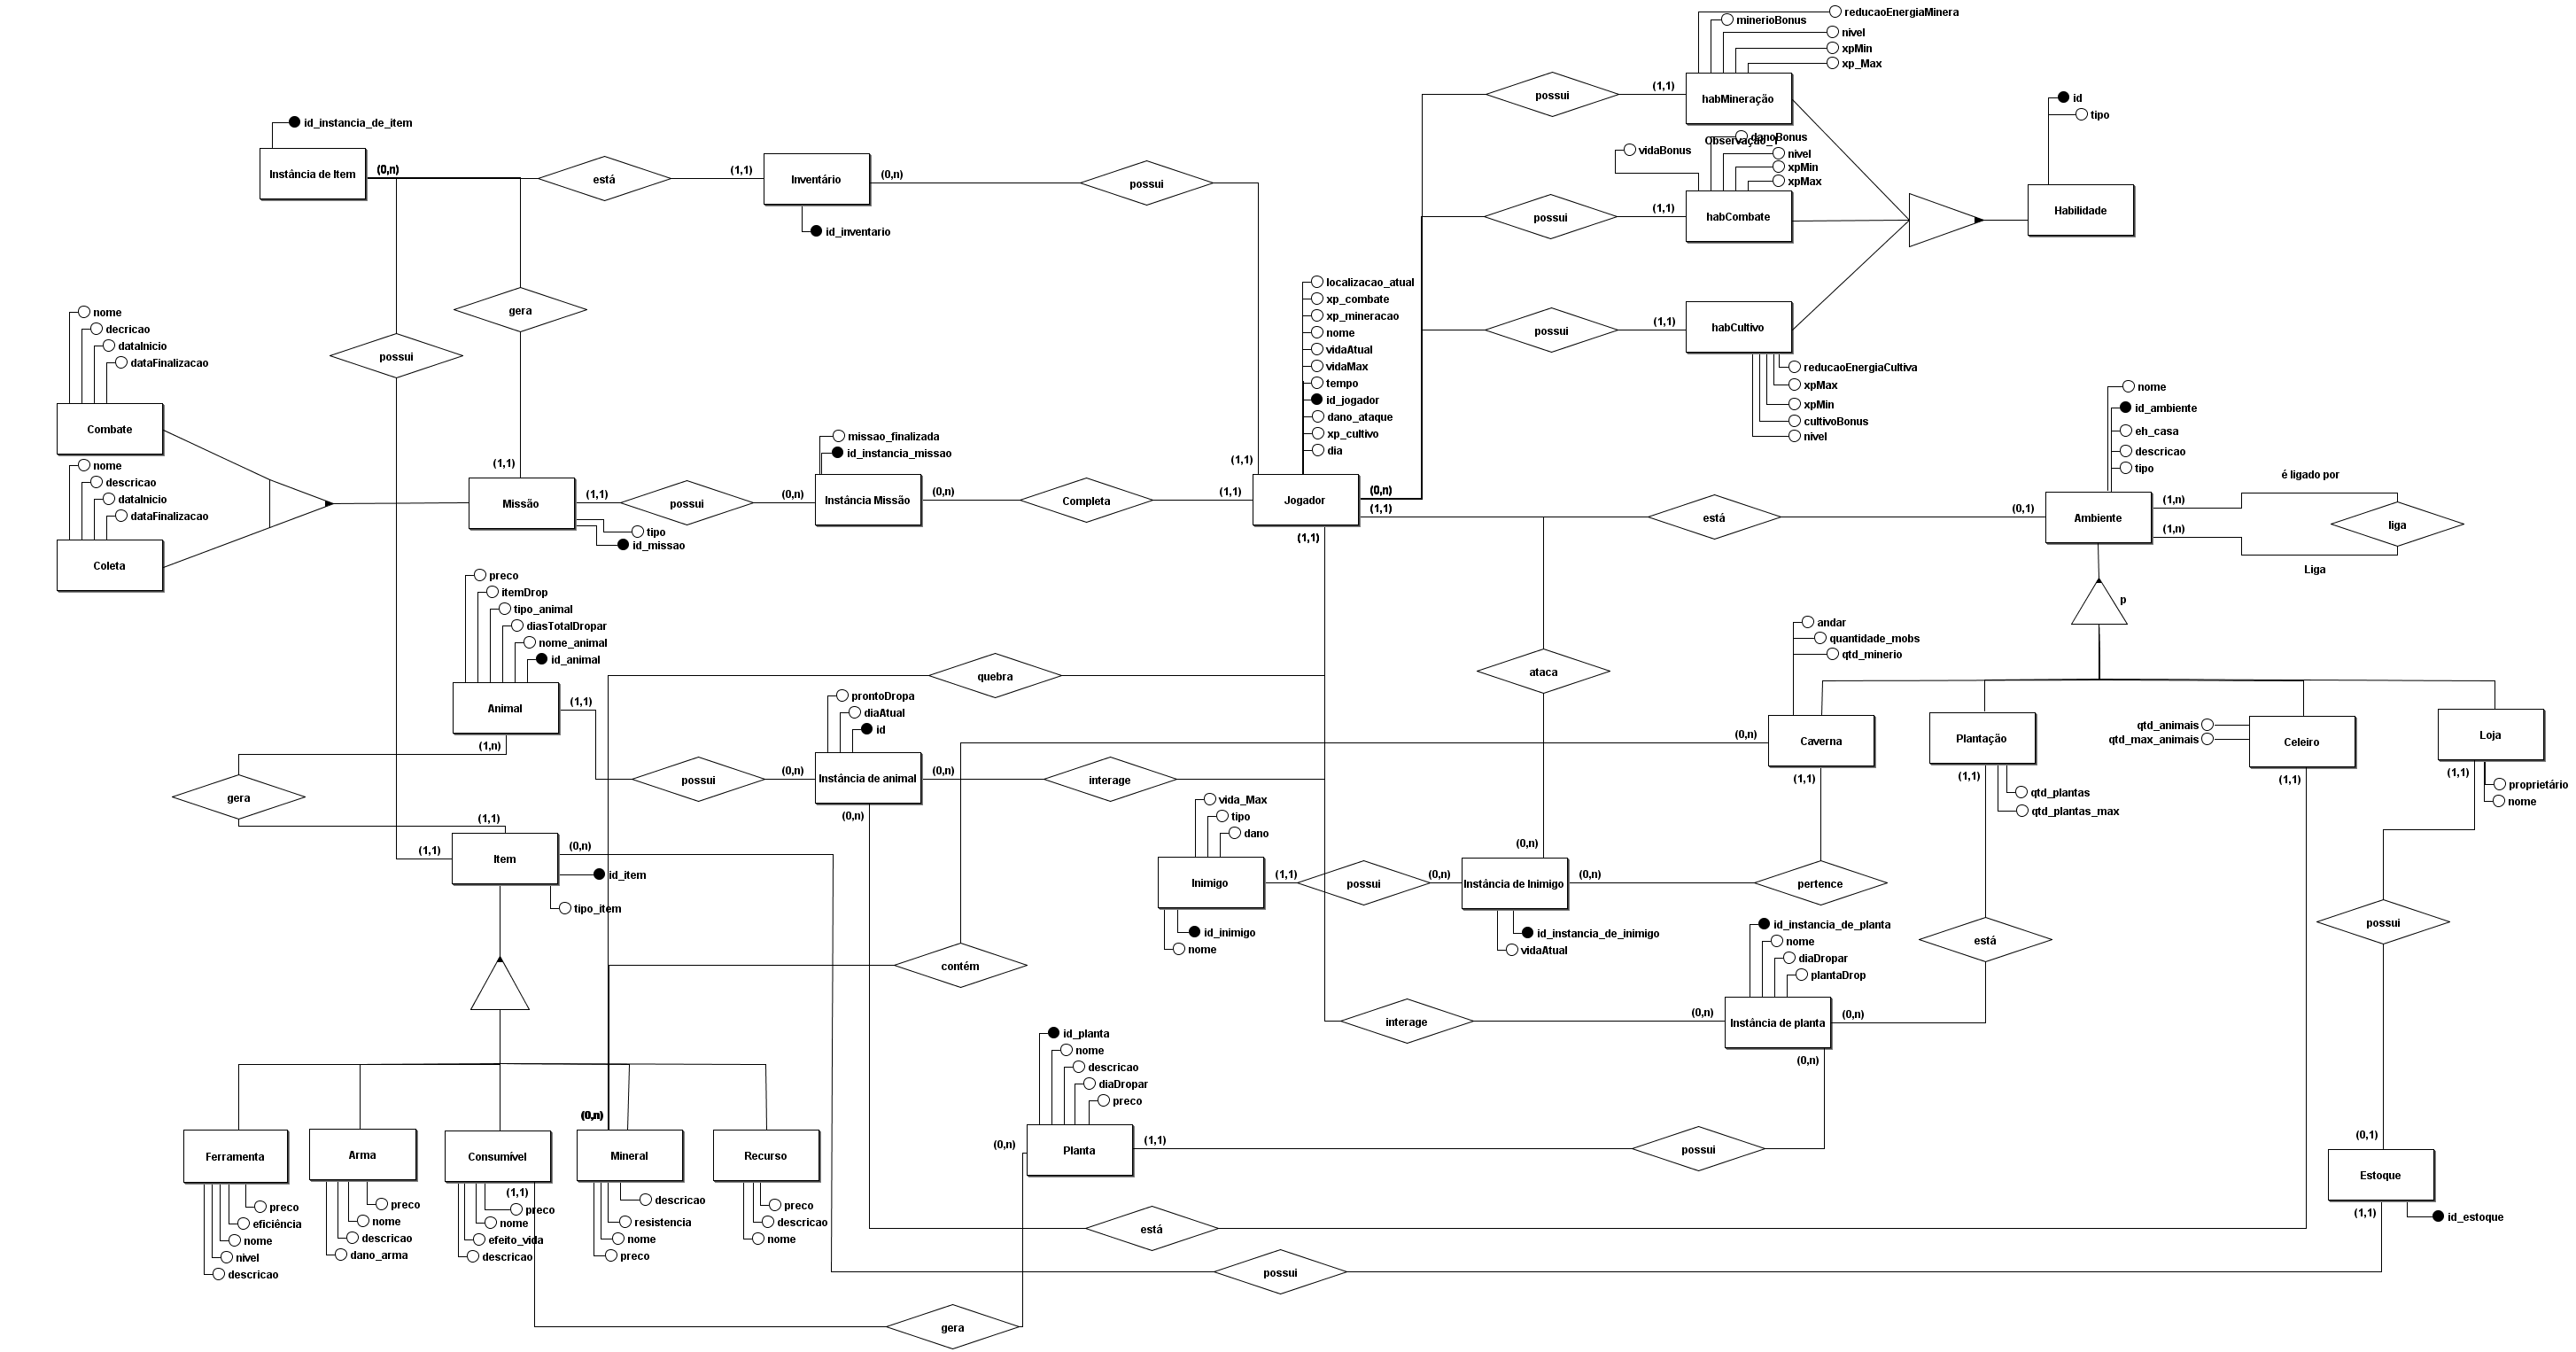 reducaoEnergiaMinera
minerioBonus
nivel
xpMin
xp_Max
possui
(1,1)
habMineração
id
tipo
id_instancia_de_item
Instância de Item
(0,n)
está
(1,1)
Inventário
(0,n)
id_inventario
possui
danoBonus
vidaBonus
nivel
xpMin
xpMax
possui
(1,1)
habCombate
Habilidade
gera
possui
nome
decricao
dataInicio
dataFinalizacao
Combate
nome
descricao
dataInicio
dataFinalizacao
Coleta
localizacao_atual
xp_combate
xp_mineracao
nome
vidaAtual
vidaMax
tempo
id_jogador
dano_ataque
xp_cultivo
dia
possui
(1,1)
habCultivo
reducaoEnergiaCultiva
xpMax
xpMin
cultivoBonus
nivel
nome
id_ambiente
eh_casa
descricao
tipo
(1,1)
Missão
(1,1)
tipo
id_missao
possui
(0,n)
missao_finalizada
id_instancia_missao
Instância Missão
(0,n)
Completa
(1,1)
(1,1)
Jogador
(0,n)
(1,1)
(1,1)
está
(0,1)
Ambiente
(1,n)
(1,n)
é ligado por
liga
Liga
p
preco
itemDrop
tipo_animal
diasTotalDropar
nome_animal
id_animal
Animal
(1,1)
(1,n)
gera
(1,1)
possui
(0,n)
prontoDropa
diaAtual
id
Instância de animal
(0,n)
(0,n)
quebra
interage
ataca
andar
quantidade_mobs
qtd_minerio
(0,n)
Caverna
(1,1)
Plantação
(1,1)
qtd_plantas
qtd_plantas_max
qtd_animais
qtd_max_animais
Celeiro
(1,1)
Loja
(1,1)
proprietário
nome
(1,1)
Item
(0,n)
id_item
tipo_item
vida_Max
tipo
dano
Inimigo
(1,1)
id_inimigo
nome
possui
(0,n)
(0,n)
Instância de Inimigo
(0,n)
id_instancia_de_inimigo
vidaAtual
pertence
contém
id_instancia_de_planta
nome
diaDropar
plantaDrop
está
possui
interage
(0,n)
Instância de planta
(0,n)
(0,n)
id_planta
nome
descricao
diaDropar
preco
(0,n)
Planta
(1,1)
possui
(0,n)
Ferramenta
preco
eficiência
nome
nivel
descricao
Arma
preco
nome
descricao
dano_arma
Consumível
(1,1)
preco
nome
efeito_vida
descricao
Mineral
descricao
resistencia
nome
preco
Recurso
preco
descricao
nome
está
possui
gera
(0,1)
Estoque
(1,1)
id_estoque